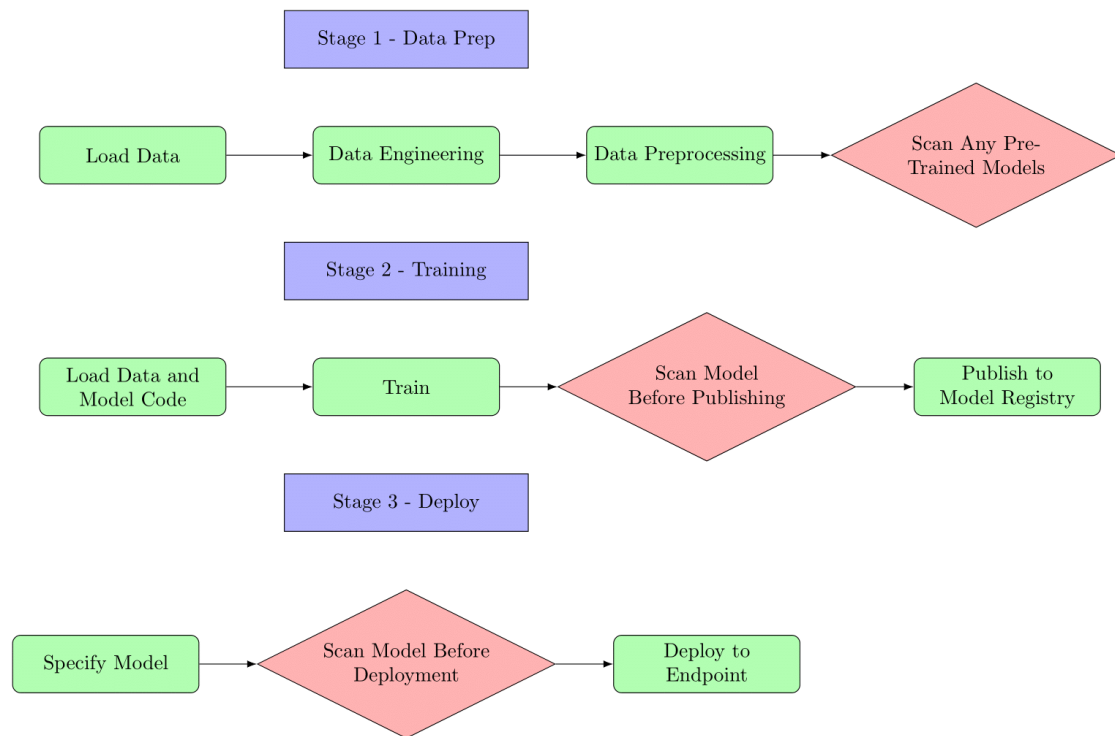 Stage 1 - Data Prep
Load Data
Data Engineering
Data Preprocessing
Scan Any Pre-
Trained Models
Stage 2 - Training
Load Data and
Model Code
Train
Scan Model
Before Publishing
Publish to
Model Registry
Stage 3 - Deploy
Specify Model
Scan Model Before
Deployment
Deploy to
Endpoint